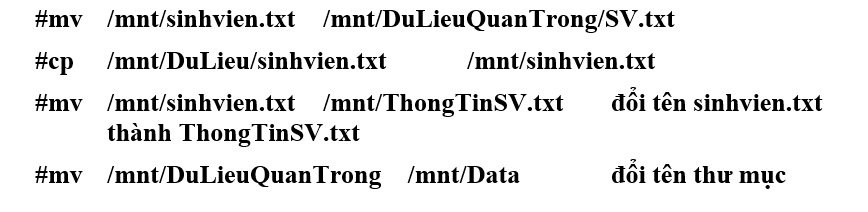 #mv /mnt/sinhvien.txt /mnt/DuLieuQuanTrong/SV.txt
#cp /mnt/DuLieu/sinhvien.txt /mnt/sinhvien.txt
#mv /mnt/sinhvien.txt /mnt/ThongTinSV.txt đổi tên sinhvien.txt
thành ThongTinSV.txt
#mv /mnt/DuLieuQuanTrong /mnt/Data đổi tên thư mục